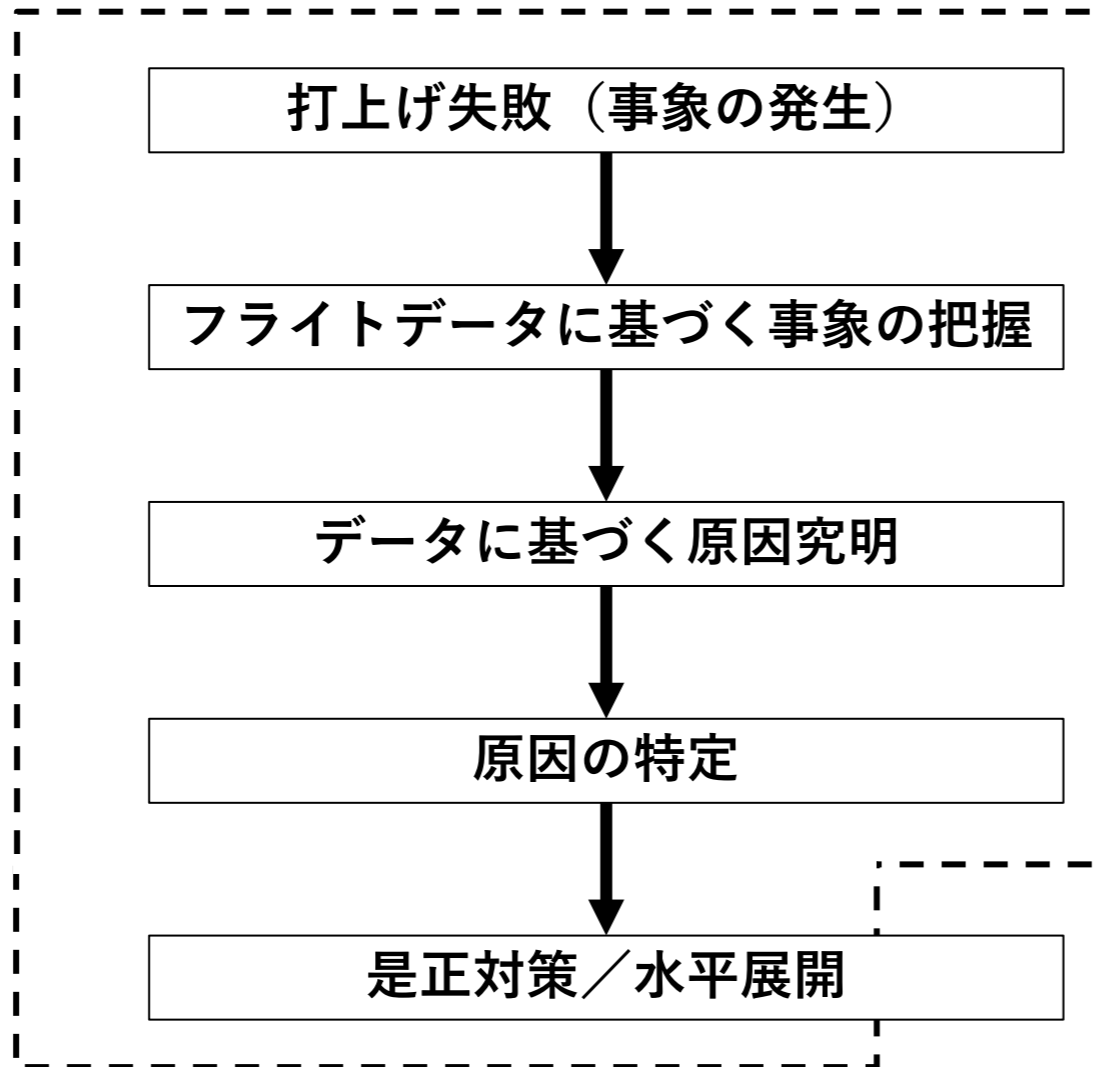 打上げ失敗（事象の発生）
フライトデータに基づく事象の把握
データに基づく原因究明
原因の特定
是正対策／水平展開